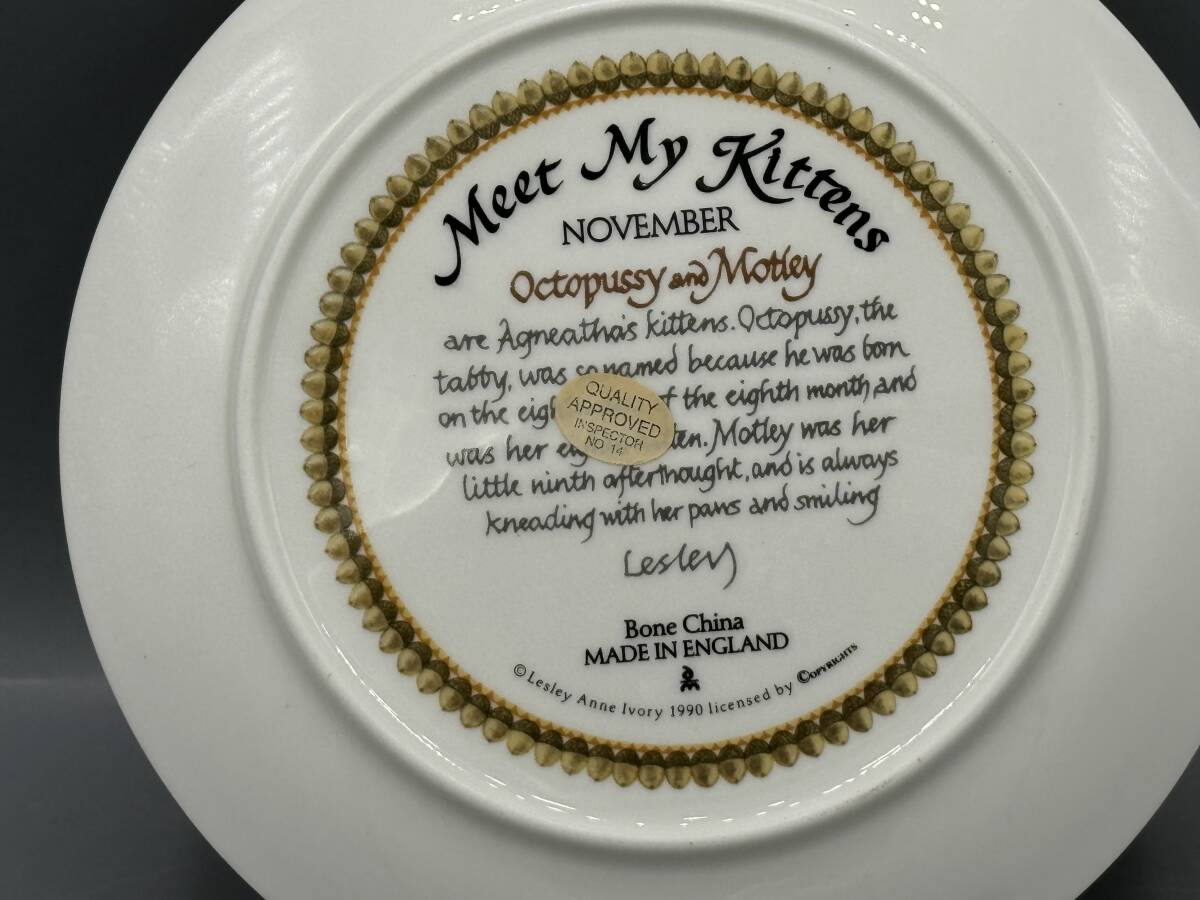 Meet My Kittens
NOVEMBER
Octopussy and Motley
are Agneatha's kittens. Octopussy, the
tabby, was so named because he was born
on the eigh f the eighth month, and
was her eig ten. Motley was her
little ninth afterthought, and is always
kneading with her paws and smiling
Lesley
QUALITY
APPROVED
INSPECTOR
NO 14
Bone China
MADE IN ENGLAND
© Lesley Anne Ivory 1990 licensed by ©OPYRIGHTS